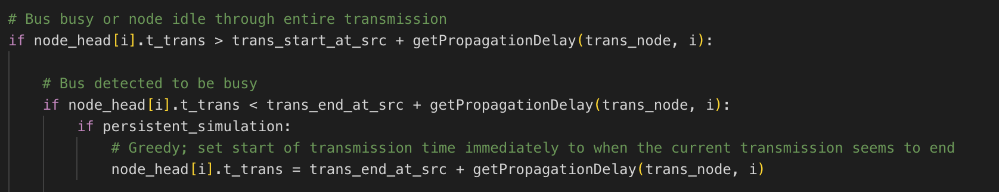 # Bus busy or node idle through entire transmission
if node_head[i].t_trans > trans_start_at_src + getPropagationDelay(trans_node, i):
# Bus detected to be busy
if node_head[i].t_trans < trans_end_at_src + getPropagationDelay(trans_node, i):
if persistent_simulation:
# Greedy; set start of transmission time immediately to when the current transmission seems to end
node_head[i].t_trans = trans_end_at_src + getPropagationDelay(trans_node, i)